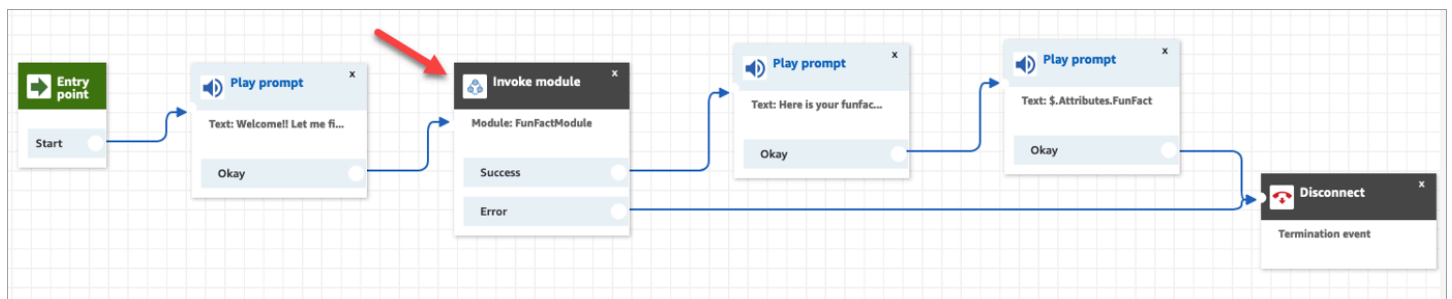 Entry
point
Start
Play prompt x
Text: Welcome!! Let me fi...
Okay
Invoke module x
Module: FunFactModule
Success
Error
Play prompt x
Text: Here is your funfac...
Okay
Play prompt x
Text: $.Attributes.FunFact
Okay
Disconnect x
Termination event